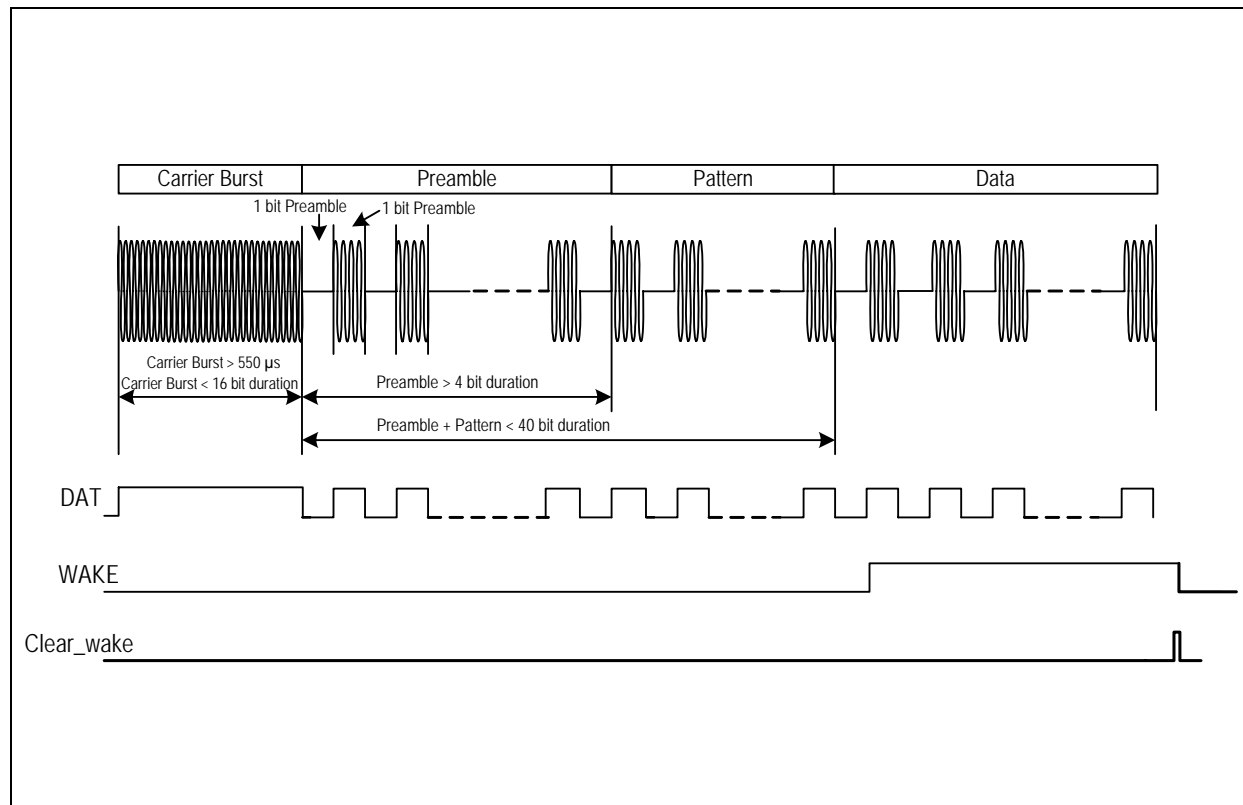 Carrier Burst Preamble Pattern Data
1 bit Preamble
1 bit Preamble
Carrier Burst > 550 µs
Carrier Burst < 16 bit duration
Preamble > 4 bit duration
Preamble + Pattern < 40 bit duration
DAT
WAKE
Clear_wake